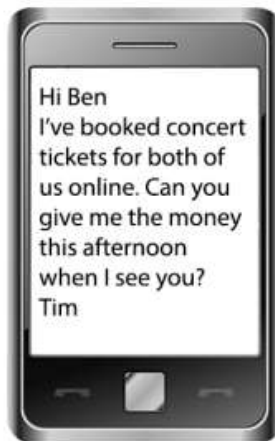 Hi Ben
I've booked concert
tickets for both of
us online. Can you
give me the money
this afternoon
when I see you?
Tim